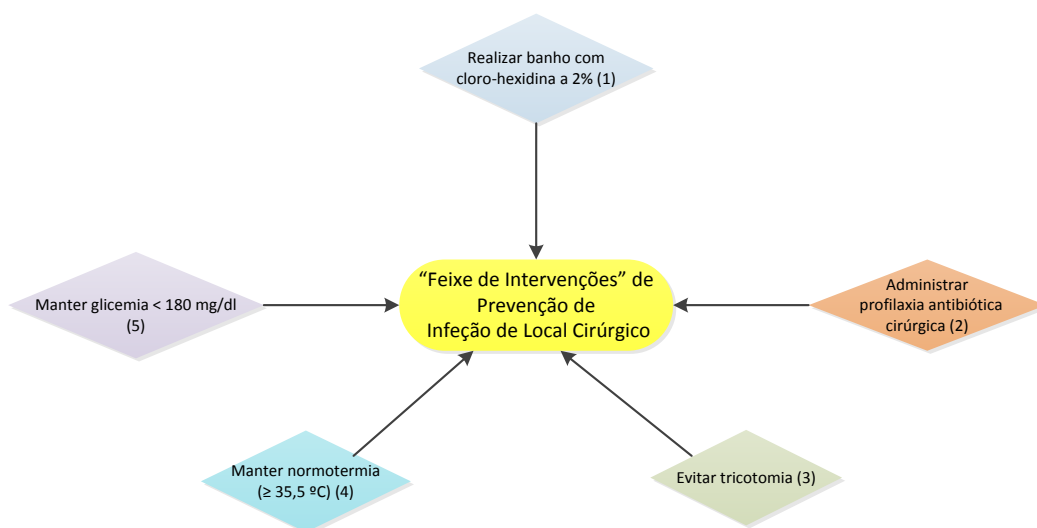 Realizar banho com
cloro-hexidina a 2% (1)
“Feixe de Intervenções” de
Prevenção de
Infeção de Local Cirúrgico
Manter glicemia < 180 mg/dl
(5)
Administrar
profilaxia antibiótica
cirúrgica (2)
Manter normotermia
(≥ 35,5 ºC) (4)
Evitar tricotomia (3)